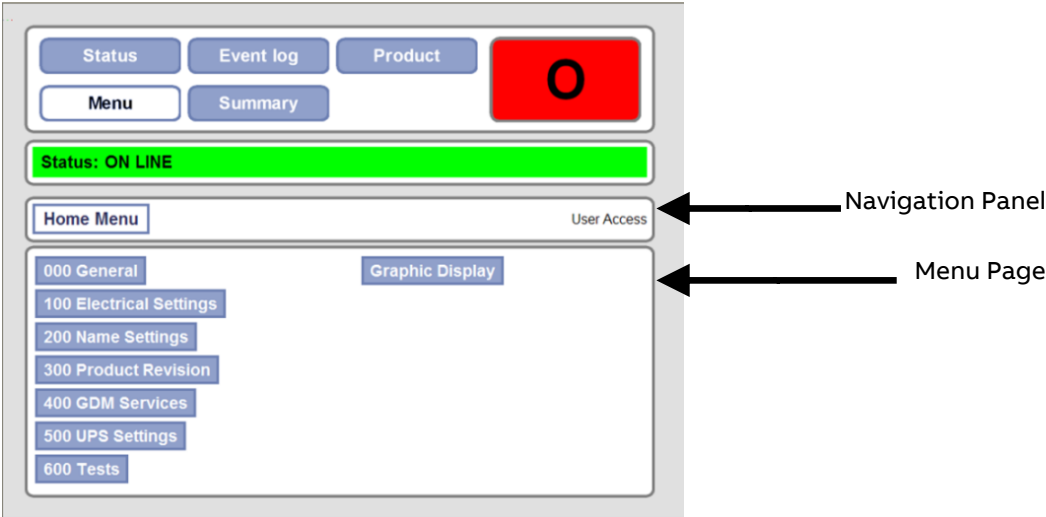 Status Event log Product
O
Menu Summary
Status: ON LINE
Home Menu User Access
Navigation Panel
000 General Graphic Display
Menu Page
100 Electrical Settings
200 Name Settings
300 Product Revision
400 GDM Services
500 UPS Settings
600 Tests